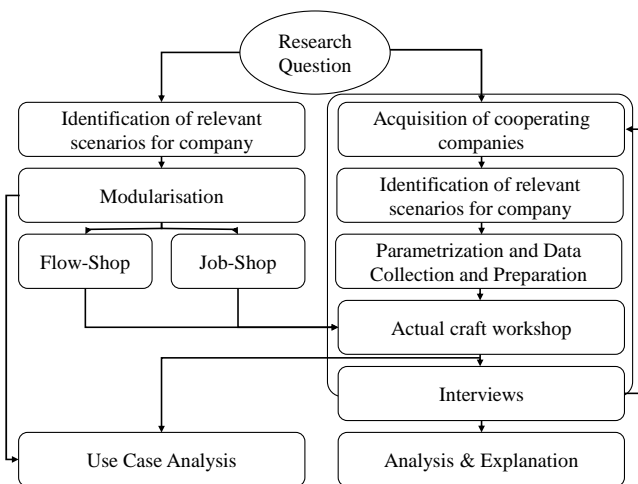 Research
Question
Identification of relevant
scenarios for company
Acquisition of cooperating
companies
Modularisation
Identification of relevant
scenarios for company
Flow-Shop
Job-Shop
Parametrization and Data
Collection and Preparation
Actual craft workshop
Interviews
Use Case Analysis
Analysis & Explanation